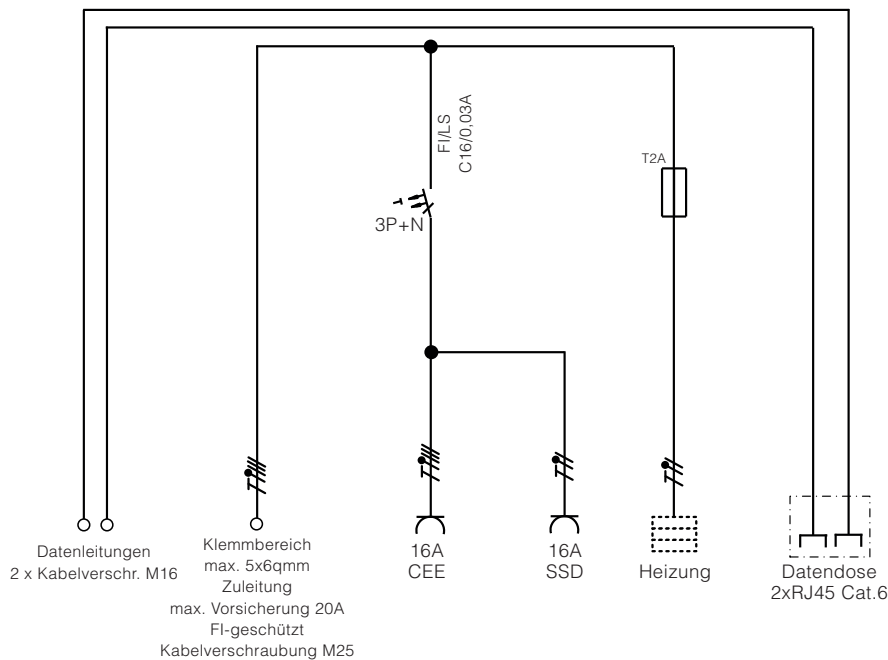 FI/LS
C16/0,03A
T2A
3P+N
Datenleitungen
2 x Kabelverschr. M16
Klemmbereich
max. 5x6qmm
Zuleitung
max. Vorsicherung 20A
FI-geschützt
Kabelverschraubung M25
16A
CEE
16A
SSD
Heizung
Datendose
2xRJ45 Cat.6